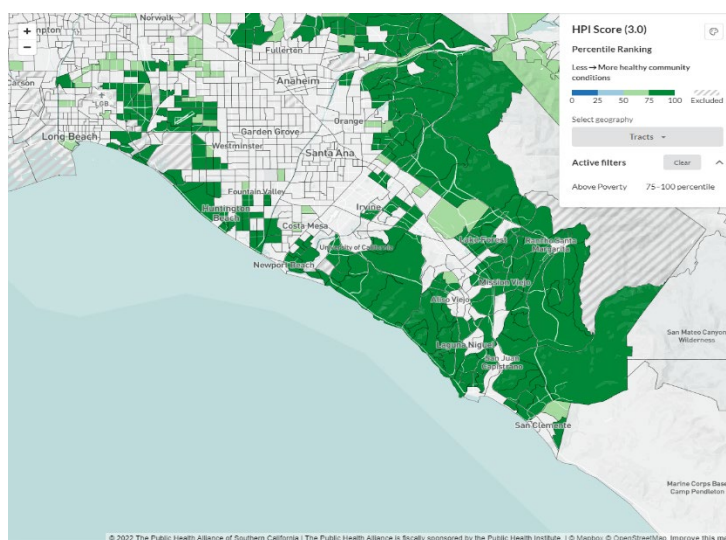 Norwalk
HPI Score (3.0)
Percentile Ranking
Less → More healthy community
conditions
0 25 50 75 100 Excluded
Select geography
Tracts
Active filters Clear
Above Poverty 75–100 percentile
+
−
Fullerton
Carson
Anaheim
LGB
Orange
Long Beach
Garden Grove
Westminster
Santa Ana
Fountain Valley
Huntington
Beach
Irvine
Costa Mesa
University of California
Newport Beach
Lake Forest
Rancho Santa
Margarita
Mission Viejo
Aliso Viejo
Laguna Niguel
San Juan
Capistrano
San Clemente
San Mateo Canyon
Wilderness
Marine Corps Base
Camp Pendleton
© 2022 The Public Health Alliance of Southern California | The Public Health Alliance is fiscally sponsored by the Public Health Institute. | © Mapbox © OpenStreetMap Improve this